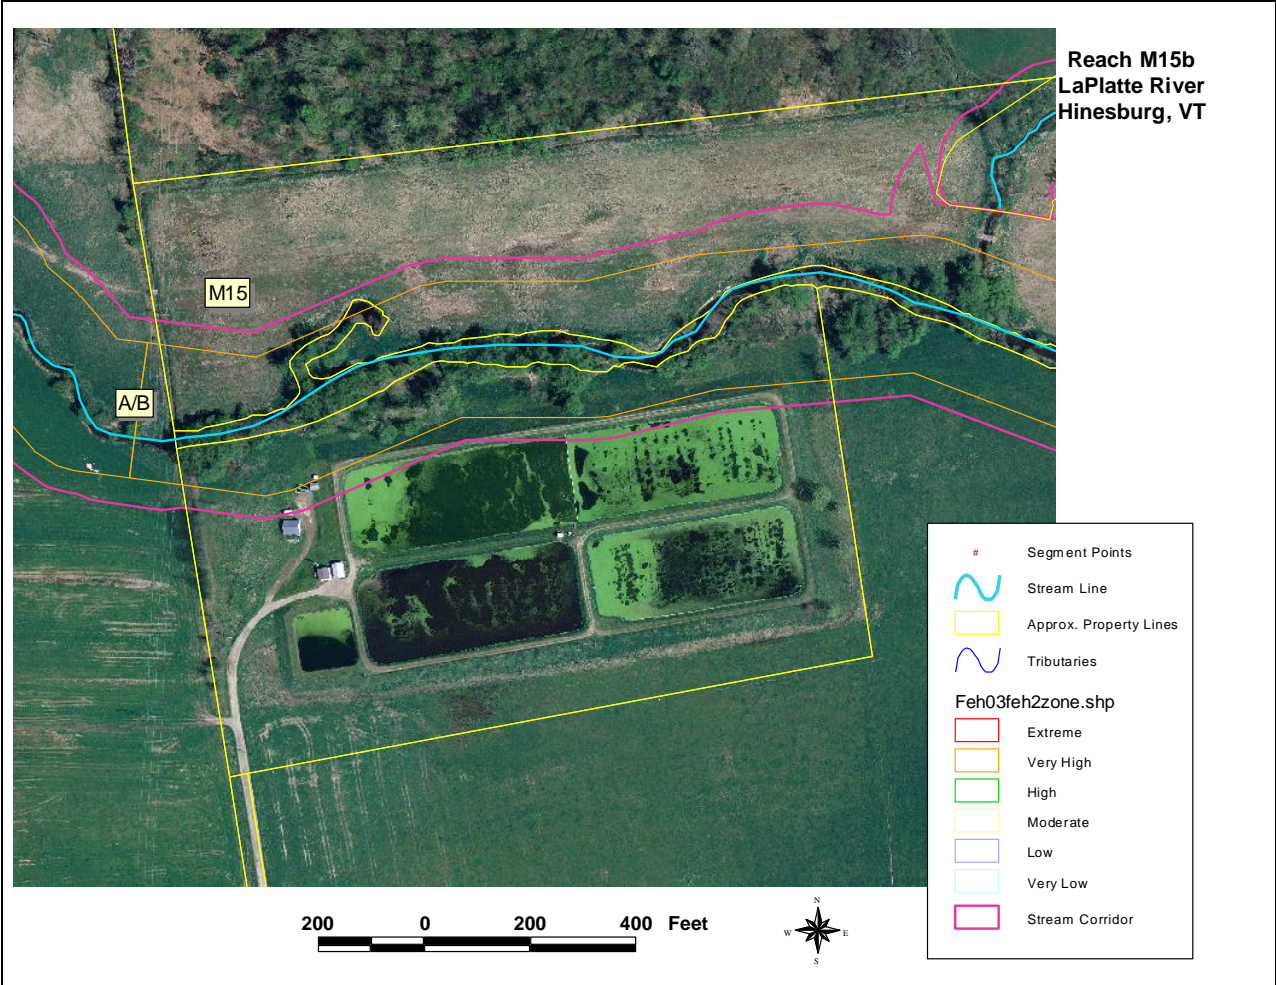 Reach M15b
LaPlatte River
Hinesburg, VT
M15
A/B
# Segment Points
Stream Line
Approx. Property Lines
Tributaries
Feh03feh2zone.shp
Extreme
Very High
High
Moderate
Low
Very Low
Stream Corridor
200 0 200 400 Feet
N
W E
S